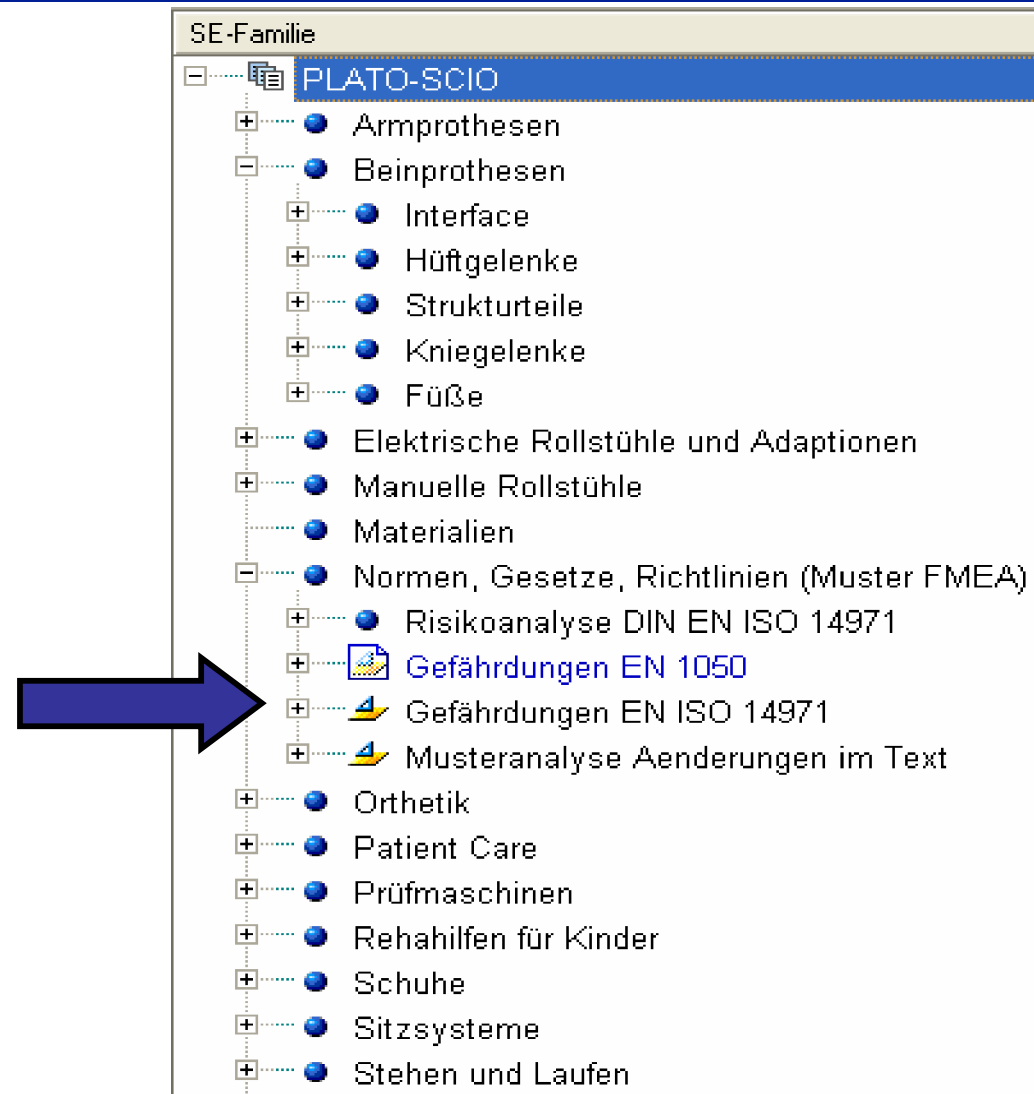 SE-Familie
PLATO-SCIO
Armprothesen
Beinprothesen
Interface
Hüftgelenke
Strukturteile
Kniegelenke
Füße
Elektrische Rollstühle und Adaptionen
Manuelle Rollstühle
Materialien
Normen, Gesetze, Richtlinien (Muster FMEA)
Risikoanalyse DIN EN ISO 14971
Gefährdungen EN 1050
Gefährdungen EN ISO 14971
Musteranalyse Aenderungen im Text
Orthetik
Patient Care
Prüfmaschinen
Rehahilfen für Kinder
Schuhe
Sitzsysteme
Stehen und Laufen